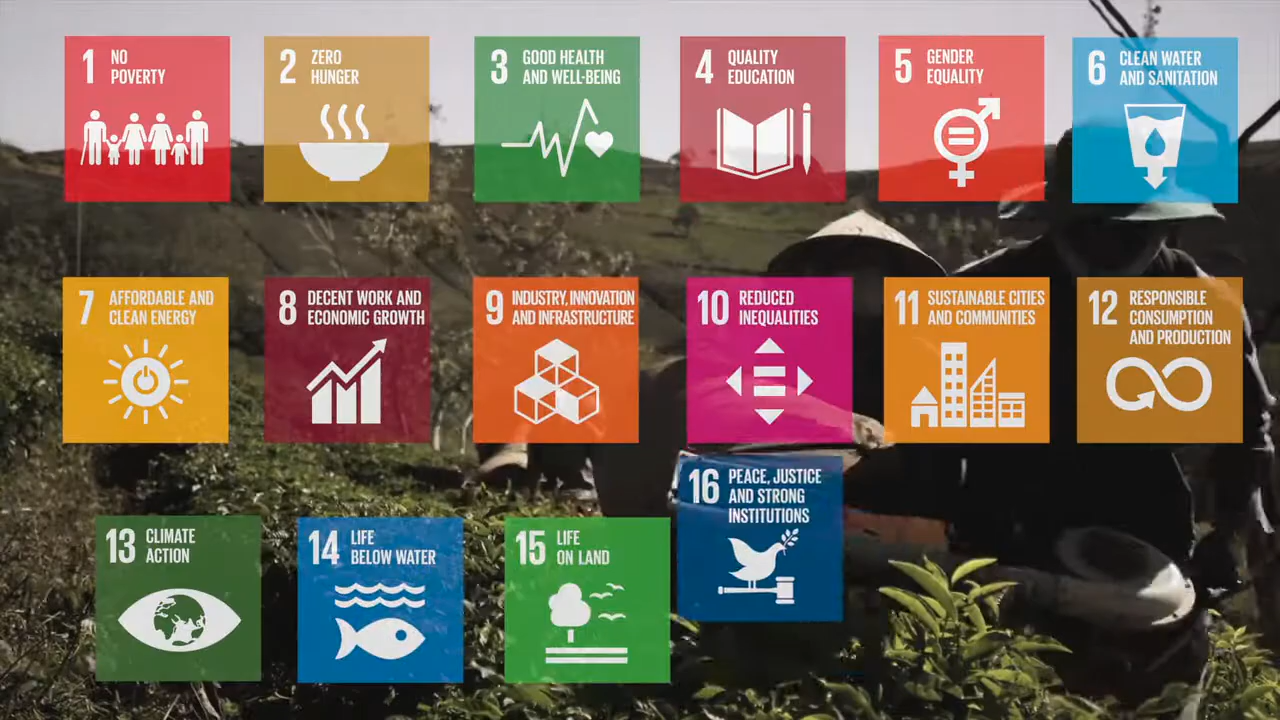 1 NO
POVERTY
2 ZERO
HUNGER
3 GOOD HEALTH
AND WELL-BEING
4 QUALITY
EDUCATION
5 GENDER
EQUALITY
6 CLEAN WATER
AND SANITATION
7 AFFORDABLE AND
CLEAN ENERGY
8 DECENT WORK AND
ECONOMIC GROWTH
9 INDUSTRY, INNOVATION
AND INFRASTRUCTURE
10 REDUCED
INEQUALITIES
11 SUSTAINABLE CITIES
AND COMMUNITIES
12 RESPONSIBLE
CONSUMPTION
AND PRODUCTION
13 CLIMATE
ACTION
14 LIFE
BELOW WATER
15 LIFE
ON LAND
16 PEACE, JUSTICE
AND STRONG
INSTITUTIONS